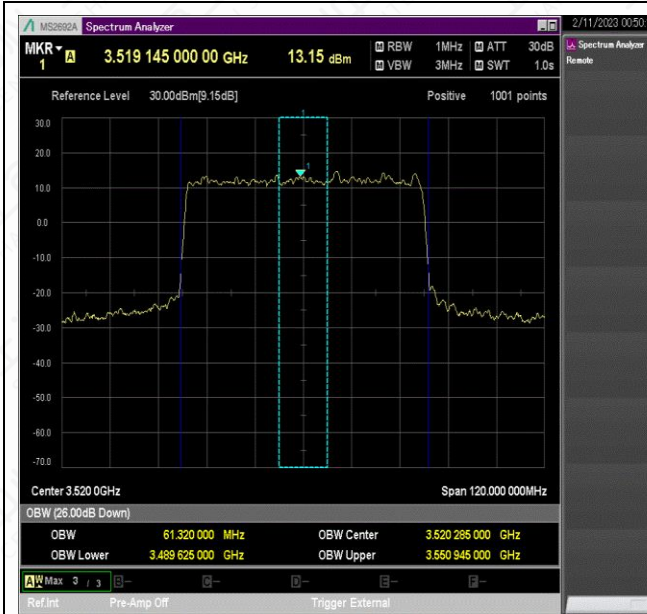 MS2692A Spectrum Analyzer
2/11/2023 00:50:
MKR 1 A 3.519 145 000 00 GHz 13.15 dBm M RBW 1MHz M ATT 30dB
M VBW 3MHz M SWT 1.0s
Spectrum Analyzer
Remote
Reference Level 30.00dBm[9.15dB] Positive 1001 points
30.0
20.0
1
10.0
0.0
-10.0
-20.0
-30.0
-40.0
-50.0
-60.0
-70.0
Center 3.520 0GHz Span 120.000 000MHz
OBW (26.00dB Down)
OBW 61.320 000 MHz OBW Center 3.520 285 000 GHz
OBW Lower 3.489 625 000 GHz OBW Upper 3.550 945 000 GHz
A W Max 3 / 3 B- C- D- E- F-
Ref.Int Pre-Amp Off Trigger External